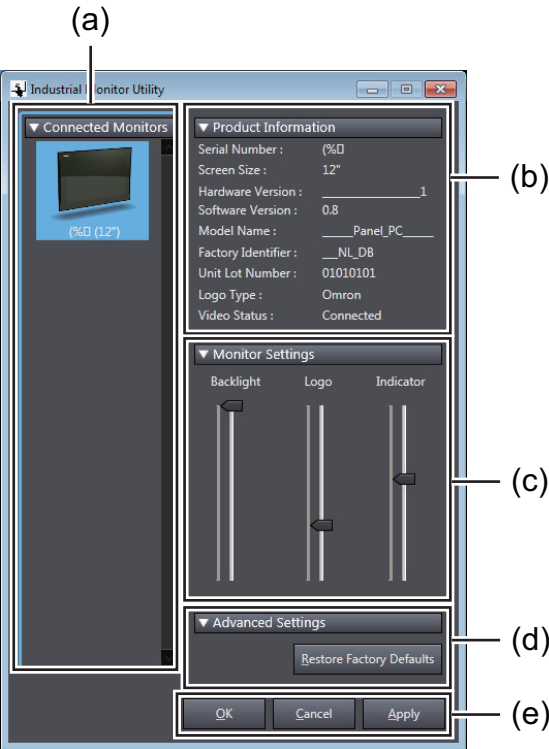 (a)
Industrial Monitor Utility
Connected Monitors
(%▯ (12")
Product Information
Serial Number : (%▯
Screen Size : 12"
Hardware Version : ____________________1
Software Version : 0.8
Model Name : _____Panel_PC_____
Factory Identifier : __NL_DB
Unit Lot Number : 01010101
Logo Type : Omron
Video Status : Connected
(b)
Monitor Settings
Backlight Logo Indicator
(c)
Advanced Settings
Restore Factory Defaults
(d)
OK Cancel Apply
(e)